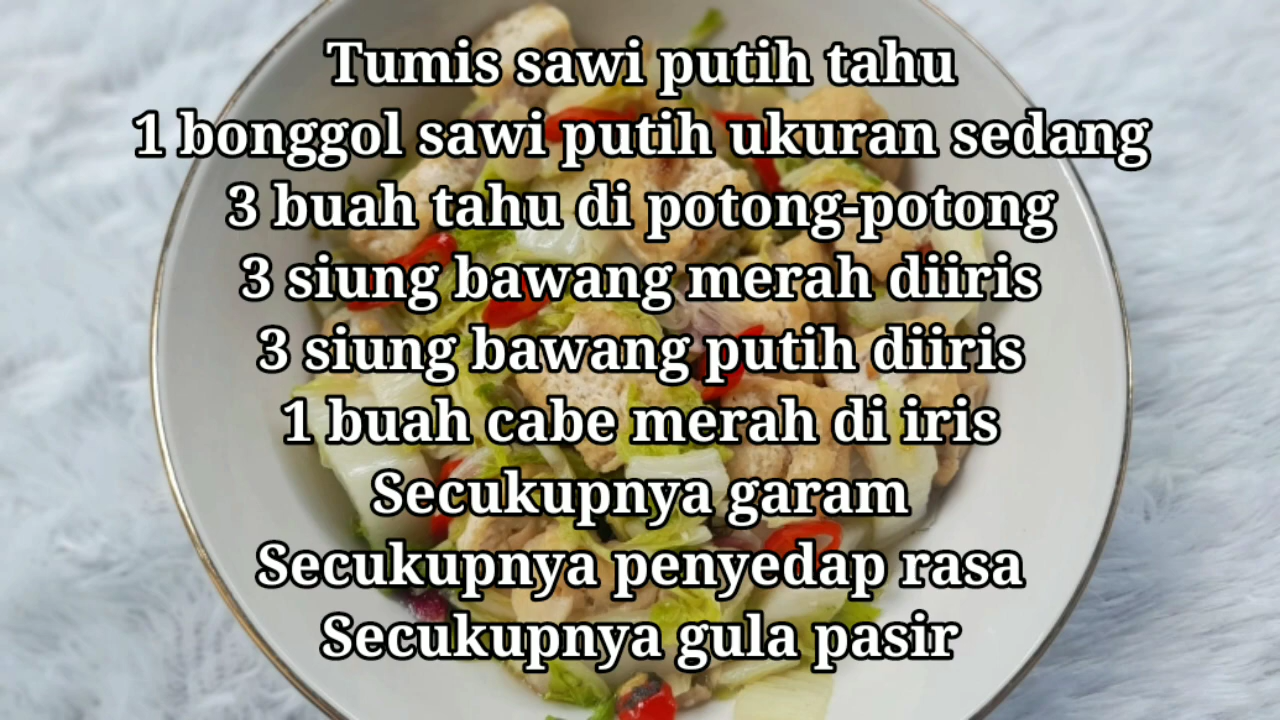 Tumis sawi putih tahu
1 bonggol sawi putih ukuran sedang
3 buah tahu di potong-potong
3 siung bawang merah diiris
3 siung bawang putih diiris
1 buah cabe merah di iris
Secukupnya garam
Secukupnya penyedap rasa
Secukupnya gula pasir